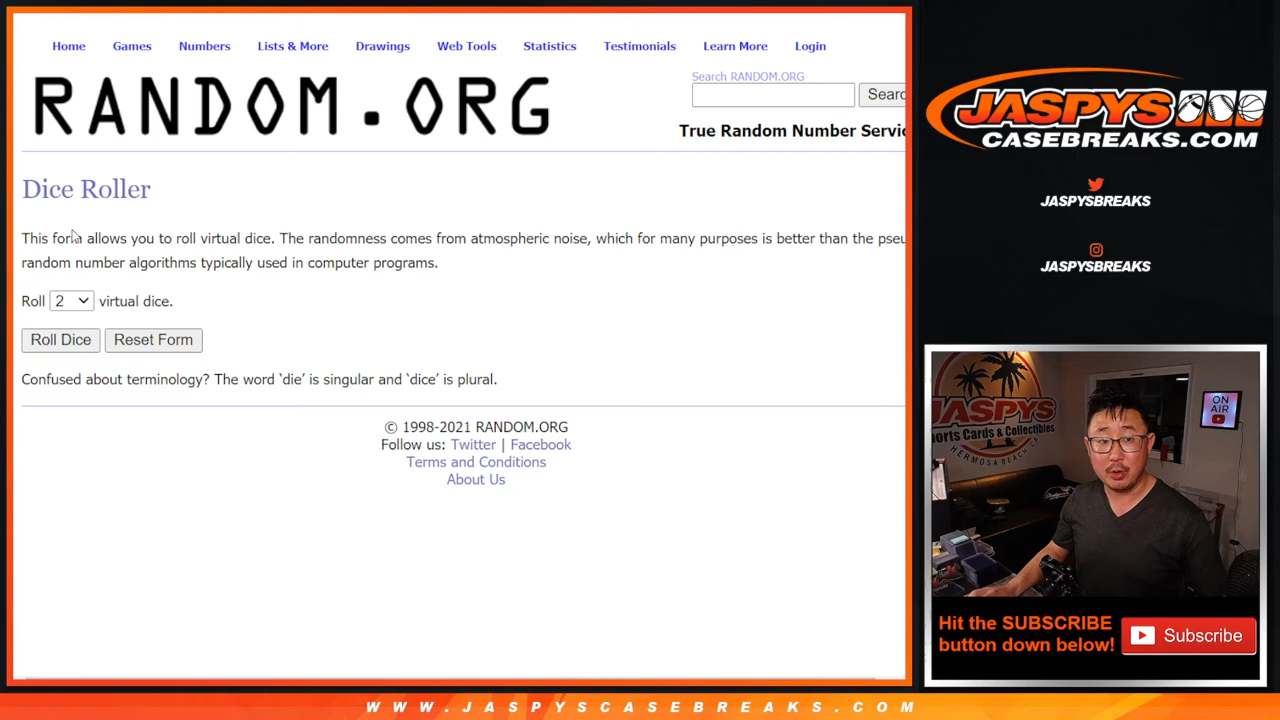 Home Games Numbers Lists & More Drawings Web Tools Statistics Testimonials Learn More Login
RANDOM.ORG
Search RANDOM.ORG
Searc
True Random Number Servic
Dice Roller
This form allows you to roll virtual dice. The randomness comes from atmospheric noise, which for many purposes is better than the pseu
random number algorithms typically used in computer programs.
Roll 2 virtual dice.
Roll Dice Reset Form
Confused about terminology? The word ‘die’ is singular and ‘dice’ is plural.
© 1998-2021 RANDOM.ORG
Follow us: Twitter | Facebook
Terms and Conditions
About Us
JASPYS
CASEBREAKS.COM
JASPYSBREAKS
JASPYSBREAKS
JASPYS
ports Cards & Collectibles
HERMOSA BEACH CA
ON
AIR
Hit the SUBSCRIBE
button down below!
Subscribe
WWW.JASPYSCASEBREAKS.COM